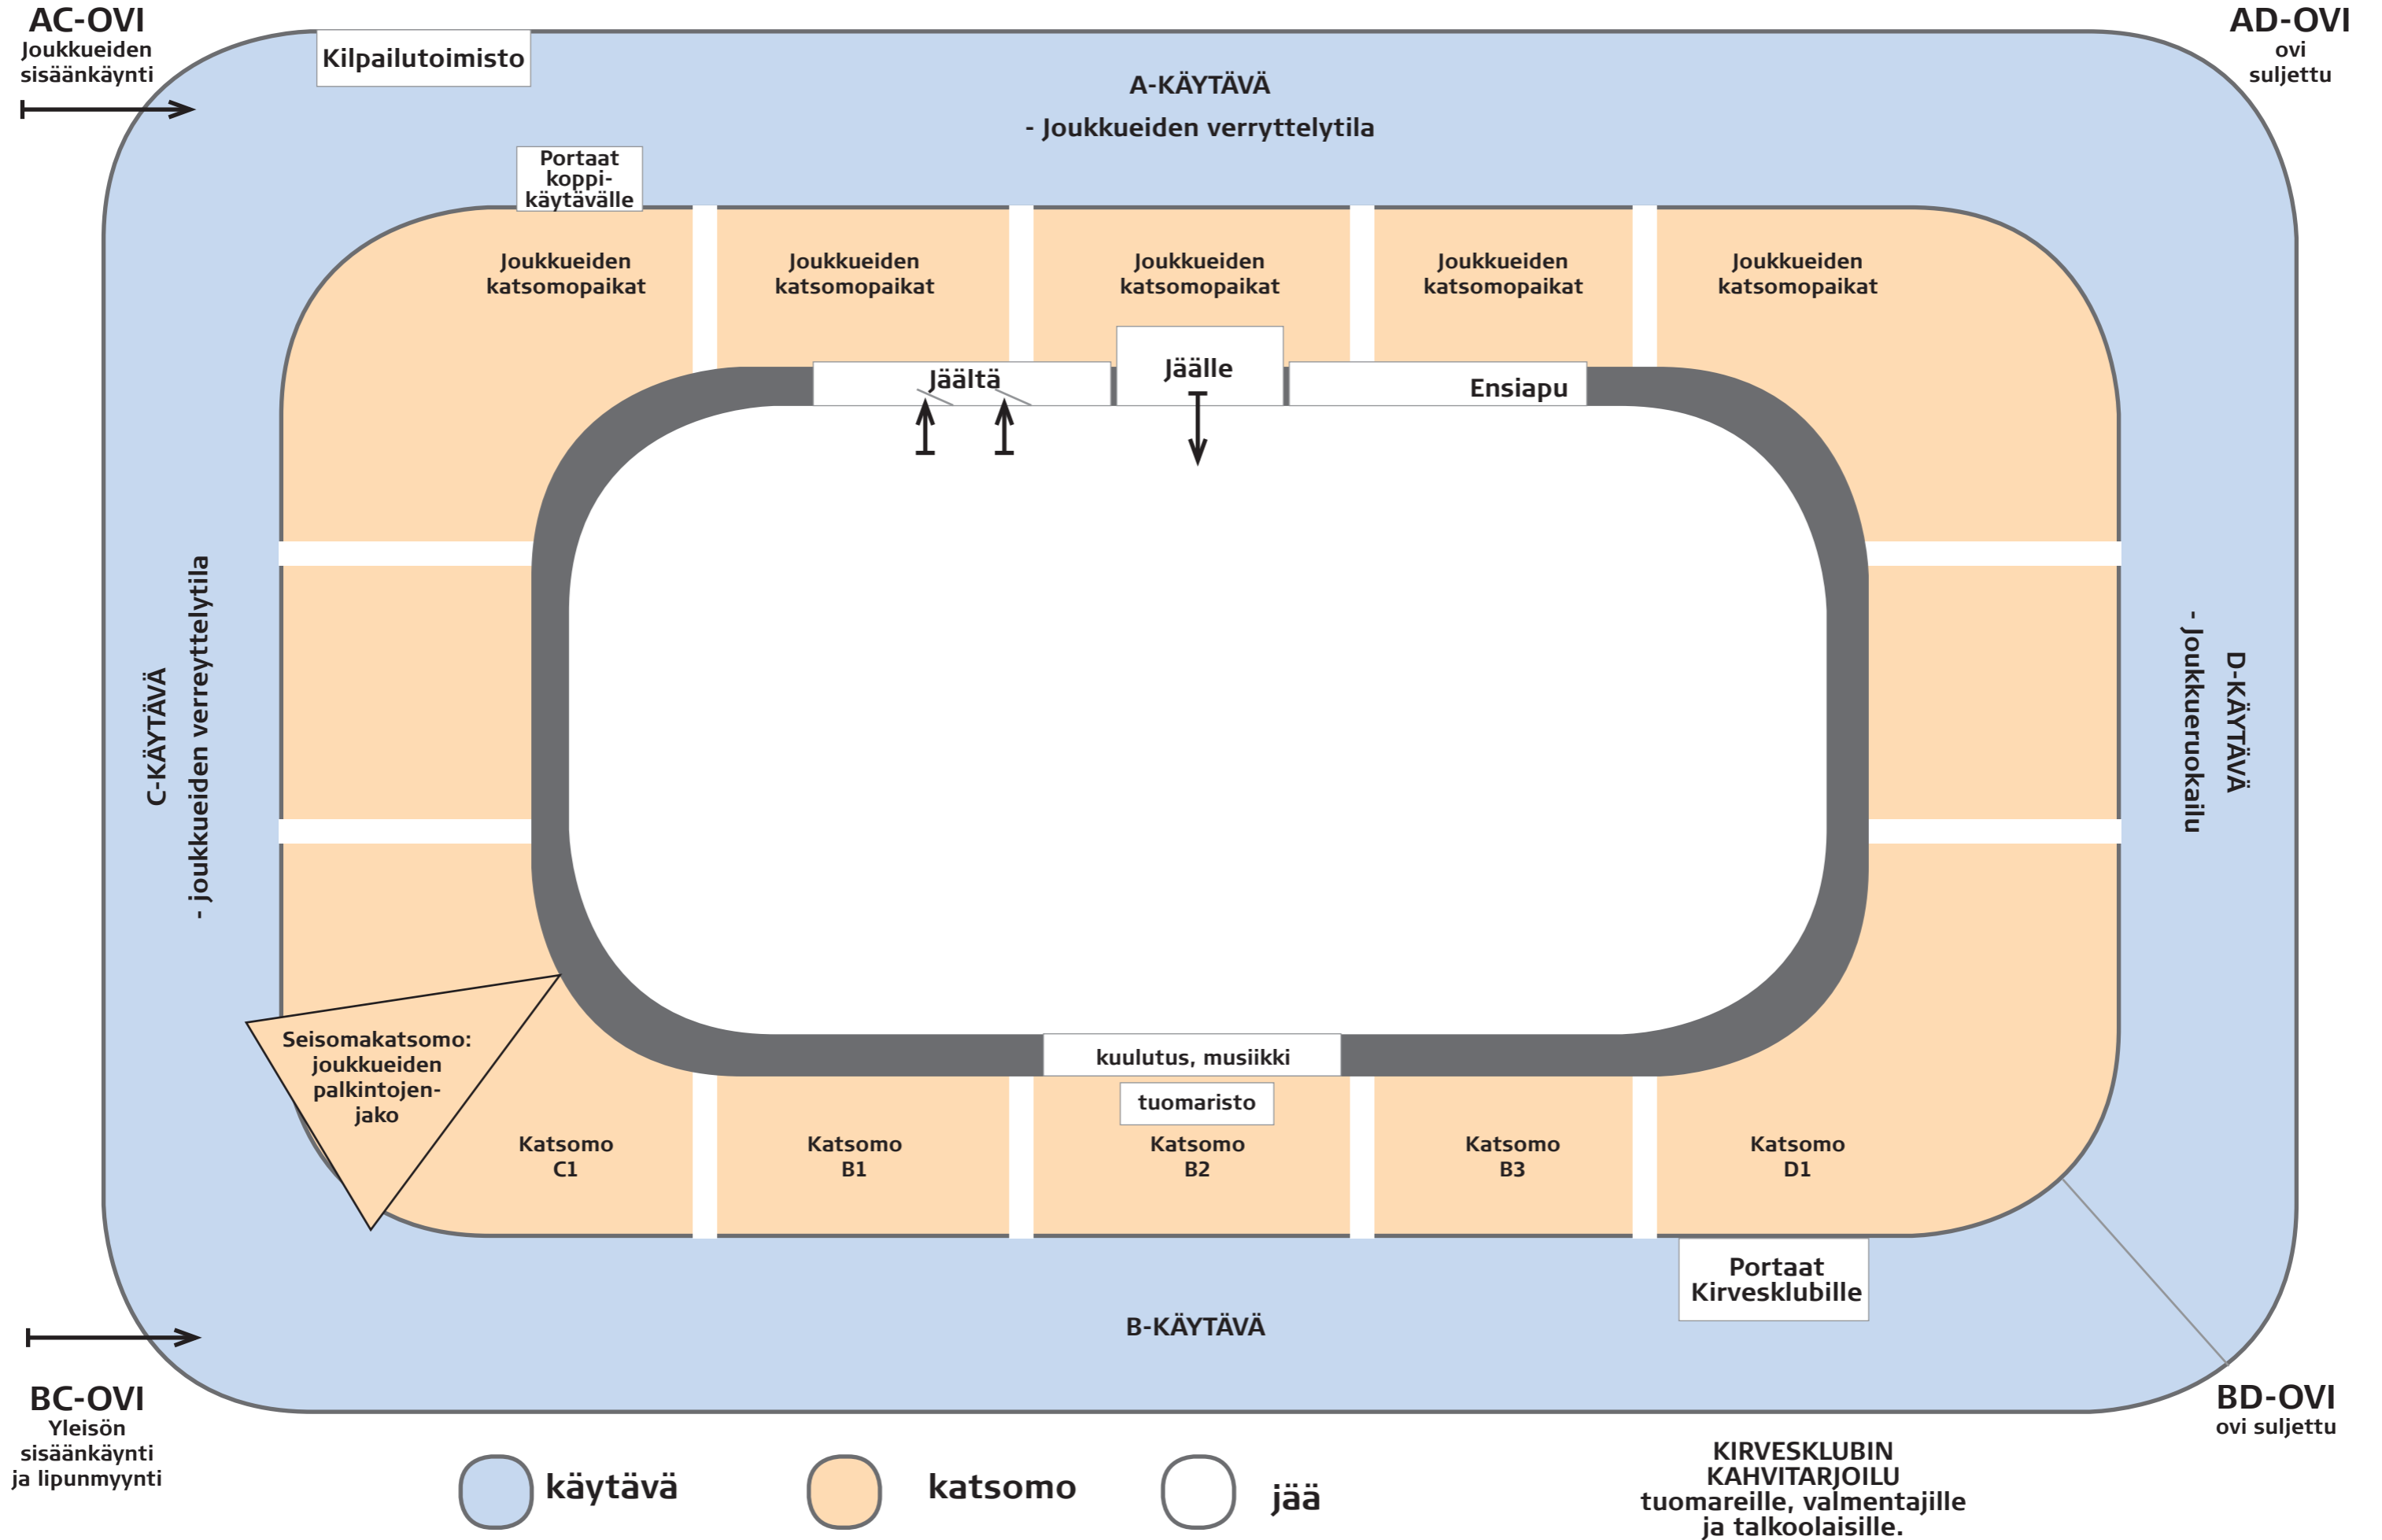 AC-OVI
Joukkueiden
sisäänkäynti
Kilpailutoimisto
A-KÄYTÄVÄ
- Joukkueiden verryttelytila
AD-OVI
ovi
suljettu
Portaat
koppi-
käytävälle
Joukkueiden
katsomopaikat
Joukkueiden
katsomopaikat
Joukkueiden
katsomopaikat
Joukkueiden
katsomopaikat
Joukkueiden
katsomopaikat
Jäältä
Jäälle
Ensiapu
C-KÄYTÄVÄ
- joukkueiden verreyttelytila
D-KÄYTÄVÄ
- Joukkueruokailu
Seisomakatsomo:
joukkueiden
palkintojen-
jako
kuulutus, musiikki
tuomaristo
Katsomo
C1
Katsomo
B1
Katsomo
B2
Katsomo
B3
Katsomo
D1
Portaat
Kirvesklubille
B-KÄYTÄVÄ
BC-OVI
Yleisön
sisäänkäynti
ja lipunmyynti
BD-OVI
ovi suljettu
käytävä
katsomo
jää
KIRVESKLUBIN
KAHVITARJOILU
tuomareille, valmentajille
ja talkoolaisille.